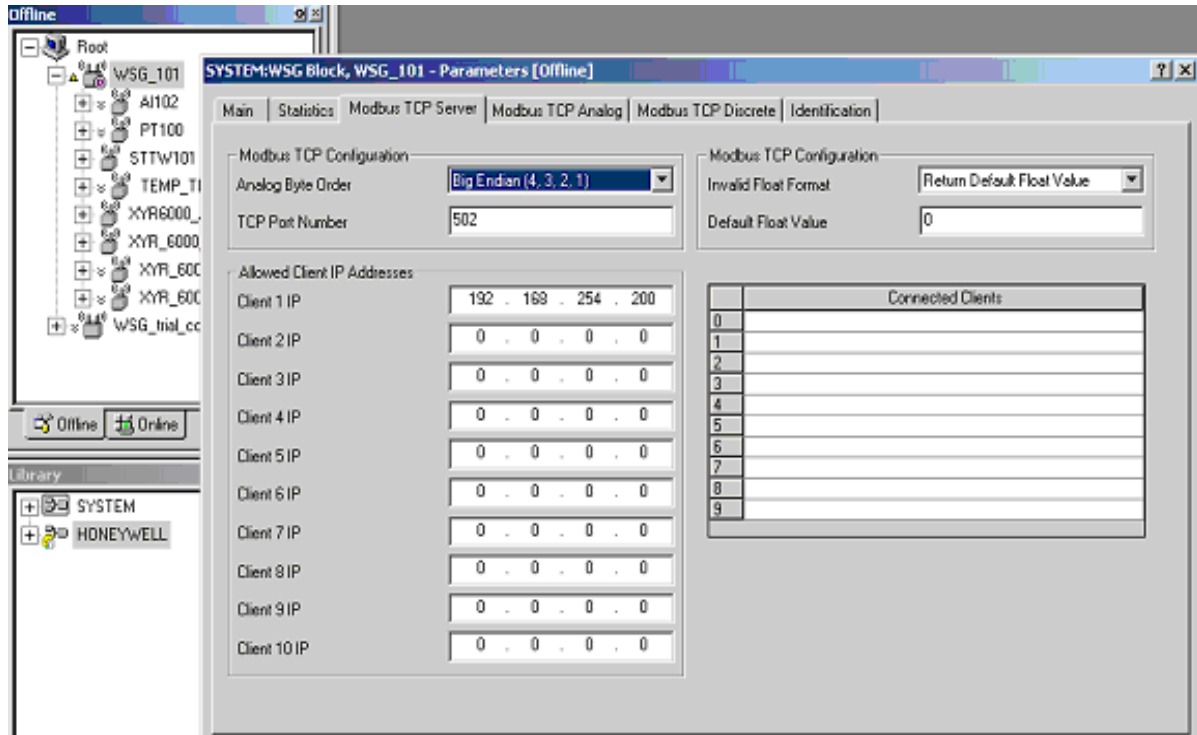 Offline
Root
WSG_101
AI102
PT100
STTW101
TEMP_T
XYR6000_
XYR_6000
XYR_600
XYR_600
WSG_trial_cc
Offline Online
Library
SYSTEM
HONEYWELL
SYSTEM:WSG Block, WSG_101 - Parameters [Offline]
Main Statistics Modbus TCP Server Modbus TCP Analog Modbus TCP Discrete Identification
Modbus TCP Configuration
Analog Byte Order Big Endian (4, 3, 2, 1)
TCP Port Number 502
Modbus TCP Configuration
Invalid Float Format Return Default Float Value
Default Float Value 0
Allowed Client IP Addresses
Client 1 IP 192 . 168 . 254 . 200
Client 2 IP 0 . 0 . 0 . 0
Client 3 IP 0 . 0 . 0 . 0
Client 4 IP 0 . 0 . 0 . 0
Client 5 IP 0 . 0 . 0 . 0
Client 6 IP 0 . 0 . 0 . 0
Client 7 IP 0 . 0 . 0 . 0
Client 8 IP 0 . 0 . 0 . 0
Client 9 IP 0 . 0 . 0 . 0
Client 10 IP 0 . 0 . 0 . 0
Connected Clients
0
1
2
3
4
5
6
7
8
9